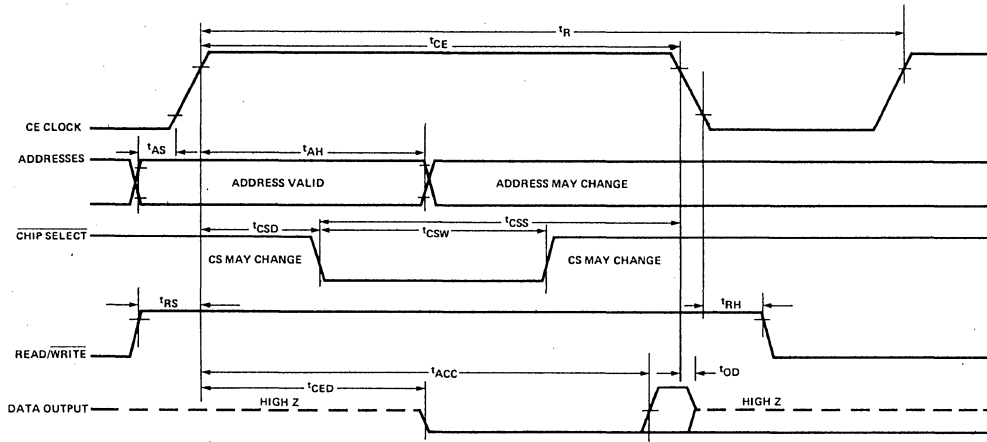 tR
tCE
CE CLOCK
tAS
tAH
ADDRESSES
ADDRESS VALID
ADDRESS MAY CHANGE
tCSS
tCSD
tCSW
CHIP SELECT
CS MAY CHANGE
CS MAY CHANGE
tRS
tRH
READ/WRITE
tACC
tOD
tCED
HIGH Z
HIGH Z
DATA OUTPUT